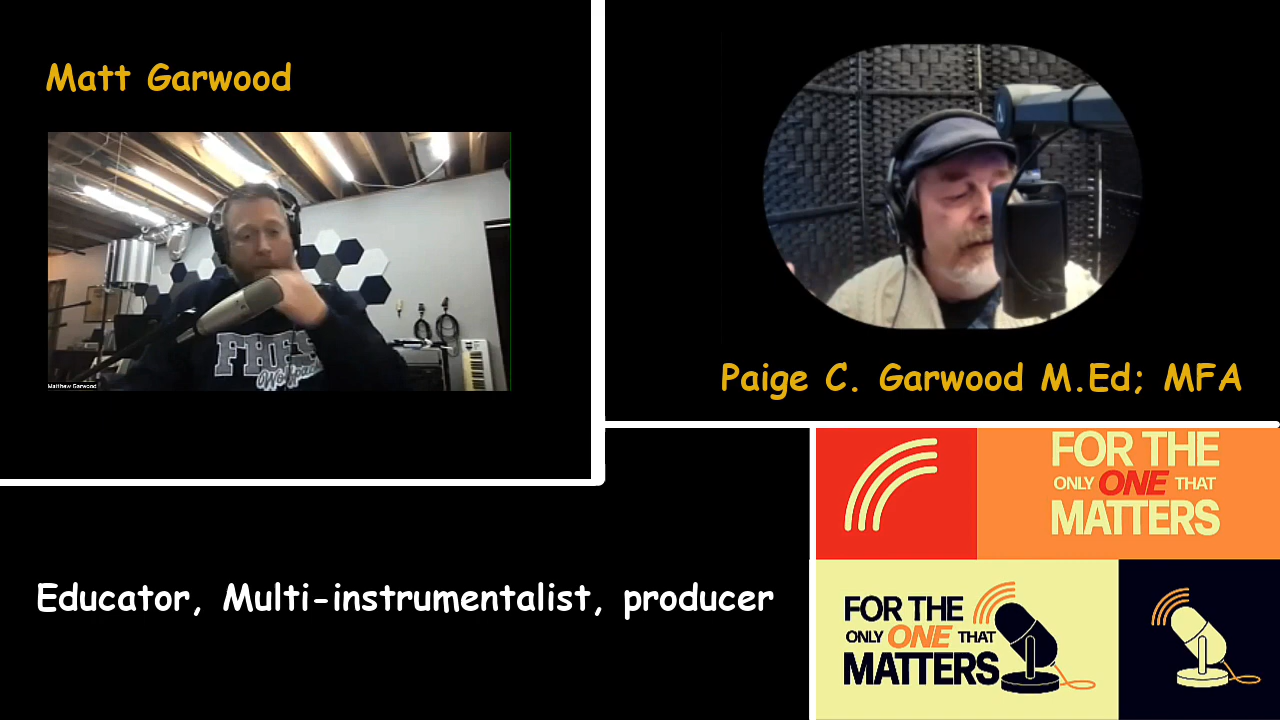 Matt Garwood
Matthew Garwood
FHES
Paige C. Garwood M.Ed; MFA
Educator, Multi-instrumentalist, producer
FOR THE
ONLY ONE THAT
MATTERS
FOR THE
ONLY ONE THAT
MATTERS